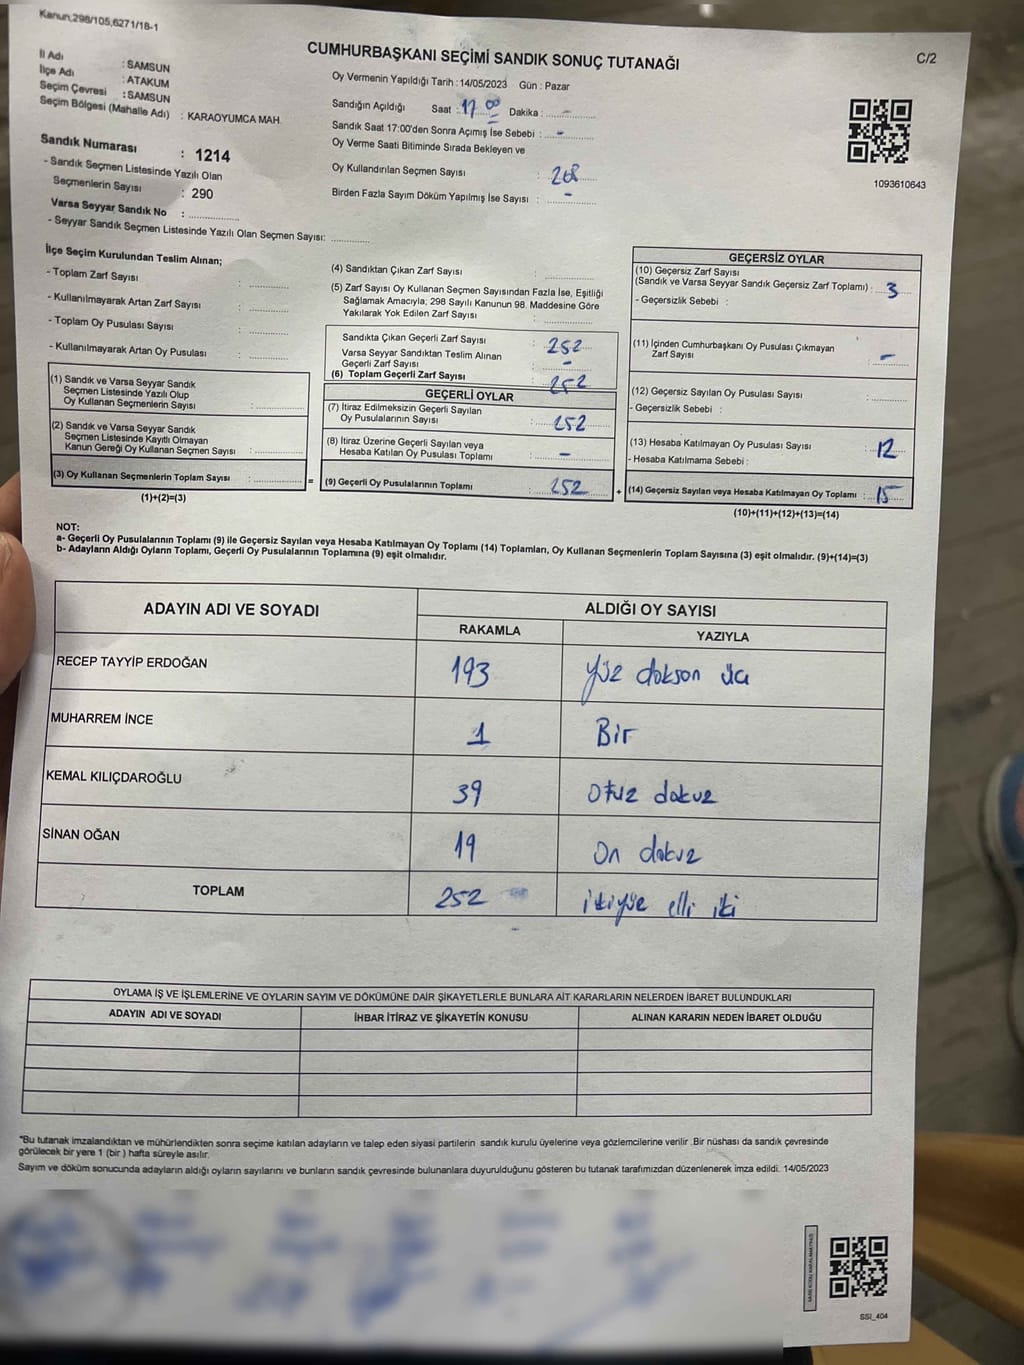 Kanun;298/105,6271/18-1
CUMHURBAŞKANI SEÇİMİ SANDIK SONUÇ TUTANAĞI
C/2
İl Adı : SAMSUN
İlçe Adı : ATAKUM
Seçim Çevresi : SAMSUN
Seçim Bölgesi (Mahalle Adı) : KARAOYUMCA MAH.
Sandık Numarası : 1214
- Sandık Seçmen Listesinde Yazılı Olan
Seçmenlerin Sayısı : 290
Varsa Seyyar Sandık No :
- Seyyar Sandık Seçmen Listesinde Yazılı Olan Seçmen Sayısı:
Oy Vermenin Yapıldığı Tarih : 14/05/2023 Gün : Pazar
Sandığın Açıldığı Saat : 17 00 Dakika : -
Sandık Saat 17:00'den Sonra Açımış İse Sebebi : -
Oy Verme Saati Bitiminde Sırada Bekleyen ve
Oy Kullandırılan Seçmen Sayısı : 268
Birden Fazla Sayım Döküm Yapılmış İse Sayısı : -
1093610643
İlçe Seçim Kurulundan Teslim Alınan;
- Toplam Zarf Sayısı :
- Kullanılmayarak Artan Zarf Sayısı :
- Toplam Oy Pusulası Sayısı :
- Kullanılmayarak Artan Oy Pusulası :
(1) Sandık ve Varsa Seyyar Sandık
Seçmen Listesinde Yazılı Olup
Oy Kullanan Seçmenlerin Sayısı :
(2) Sandık ve Varsa Seyyar Sandık
Seçmen Listesinde Kayıtlı Olmayan
Kanun Gereği Oy Kullanan Seçmen Sayısı :
(3) Oy Kullanan Seçmenlerin Toplam Sayısı : =
(1)+(2)=(3)
(4) Sandıktan Çıkan Zarf Sayısı :
(5) Zarf Sayısı Oy Kullanan Seçmen Sayısından Fazla İse, Eşitliği
Sağlamak Amacıyla; 298 Sayılı Kanunun 98. Maddesine Göre
Yakılarak Yok Edilen Zarf Sayısı :
Sandıkta Çıkan Geçerli Zarf Sayısı : 252
Varsa Seyyar Sandıktan Teslim Alınan
Geçerli Zarf Sayısı : -
(6) Toplam Geçerli Zarf Sayısı : 252
GEÇERLİ OYLAR
(7) İtiraz Edilmeksizin Geçerli Sayılan
Oy Pusulalarının Sayısı : 252
(8) İtiraz Üzerine Geçerli Sayılan veya
Hesaba Katılan Oy Pusulası Toplamı : -
(9) Geçerli Oy Pusulalarının Toplamı : 252 +
GEÇERSİZ OYLAR
(10) Geçersiz Zarf Sayısı
(Sandık ve Varsa Seyyar Sandık Geçersiz Zarf Toplamı) : 3
- Geçersizlik Sebebi :
(11) İçinden Cumhurbaşkanı Oy Pusulası Çıkmayan
Zarf Sayısı : -
(12) Geçersiz Sayılan Oy Pusulası Sayısı :
- Geçersizlik Sebebi :
(13) Hesaba Katılmayan Oy Pusulası Sayısı : 12
- Hesaba Katılmama Sebebi :
(14) Geçersiz Sayılan veya Hesaba Katılmayan Oy Toplamı : 15
(10)+(11)+(12)+(13)=(14)
NOT:
a- Geçerli Oy Pusulalarının Toplamı (9) ile Geçersiz Sayılan veya Hesaba Katılmayan Oy Toplamı (14) Toplamları, Oy Kullanan Seçmenlerin Toplam Sayısına (3) eşit olmalıdır. (9)+(14)=(3)
b- Adayların Aldığı Oyların Toplamı, Geçerli Oy Pusulalarının Toplamına (9) eşit olmalıdır.
ADAYIN ADI VE SOYADI ALDIĞI OY SAYISI
RAKAMLA YAZIYLA
RECEP TAYYİP ERDOĞAN 193 Yüz doksan üç
MUHARREM İNCE 1 Bir
KEMAL KILIÇDAROĞLU 39 Otuz dokuz
SİNAN OĞAN 19 On dokuz
TOPLAM 252 ikiyüz elli iki
OYLAMA İŞ VE İŞLEMLERİNE VE OYLARIN SAYIM VE DÖKÜMÜNE DAİR ŞİKAYETLERLE BUNLARA AİT KARARLARIN NELERDEN İBARET BULUNDUKLARI
ADAYIN ADI VE SOYADI İHBAR İTİRAZ VE ŞİKAYETİN KONUSU ALINAN KARARIN NEDEN İBARET OLDUĞU
"Bu tutanak imzalandıktan ve mühürlendikten sonra seçime katılan adayların ve talep eden siyasi partilerin sandık kurulu üyelerine veya gözlemcilerine verilir .Bir nüshası da sandık çevresinde
görülecek bir yere 1 (bir ) hafta süreyle asılır.
Sayım ve döküm sonucunda adayların aldığı oyların sayılarını ve bunların sandık çevresinde bulunanlara duyurulduğunu gösteren bu tutanak tarafımızdan düzenlenerek imza edildi. 14/05/2023
SSI_404